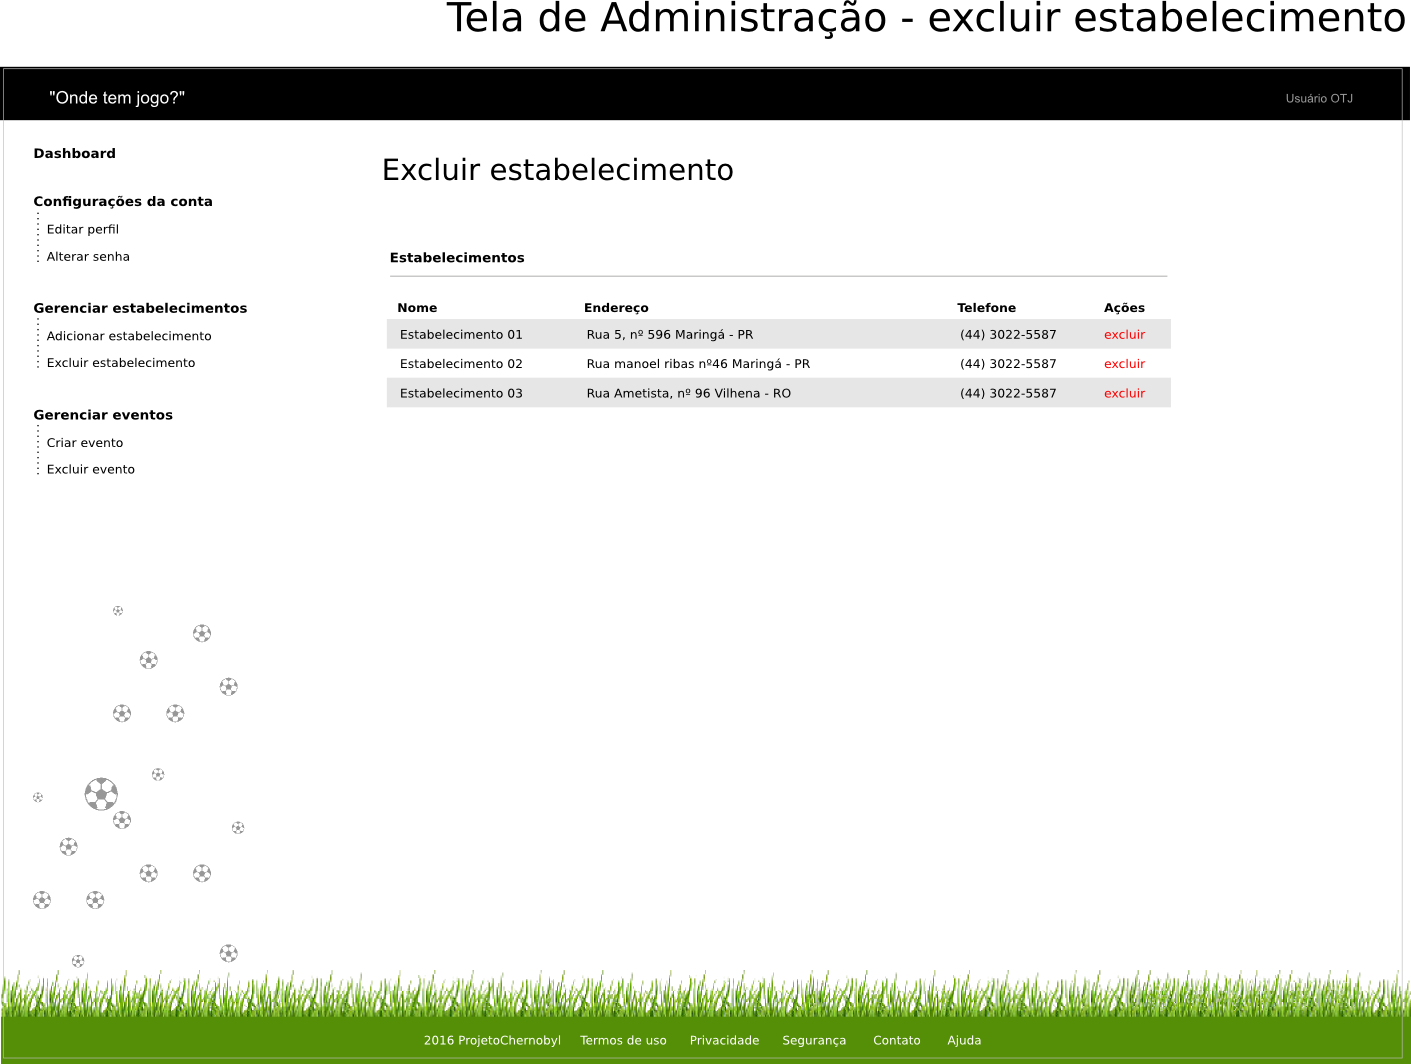 Tela de Administração - excluir estabelecimento
"Onde tem jogo?"
Usuário OTJ
Dashboard
Configurações da conta
Editar perfil
Alterar senha
Gerenciar estabelecimentos
Adicionar estabelecimento
Excluir estabelecimento
Gerenciar eventos
Criar evento
Excluir evento
Excluir estabelecimento
Estabelecimentos
Nome Endereço Telefone Ações
Estabelecimento 01 Rua 5, nº 596 Maringá - PR (44) 3022-5587 excluir
Estabelecimento 02 Rua manoel ribas nº46 Maringá - PR (44) 3022-5587 excluir
Estabelecimento 03 Rua Ametista, nº 96 Vilhena - RO (44) 3022-5587 excluir
2016 ProjetoChernobyl Termos de uso Privacidade Segurança Contato Ajuda